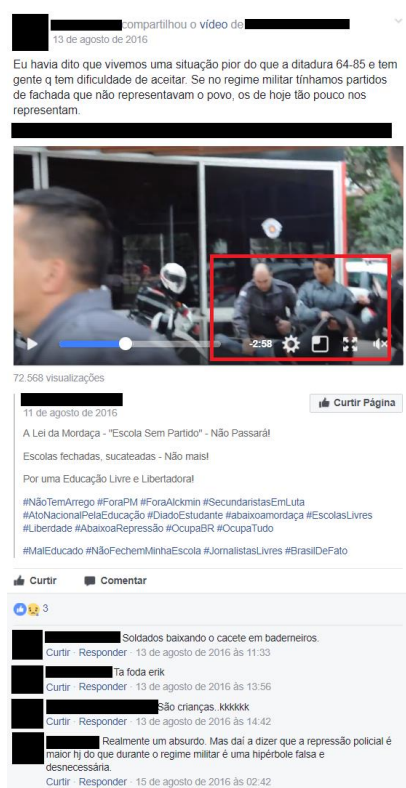 compartilhou o vídeo de
13 de agosto de 2016
Eu havia dito que vivemos uma situação pior do que a ditadura 64-85 e tem
gente q tem dificuldade de aceitar. Se no regime militar tínhamos partidos
de fachada que não representavam o povo, os de hoje tão pouco nos
representam.
-2:58
72.568 visualizações
11 de agosto de 2016
Curtir Página
A Lei da Mordaça - "Escola Sem Partido" - Não Passará!
Escolas fechadas, sucateadas - Não mais!
Por uma Educação Livre e Libertadora!
#NãoTemArrego #ForaPM #ForaAlckmin #SecundaristasEmLuta
#AtoNacionalPelaEducação #DiadoEstudante #abaixoamordaça #EscolasLivres
#Liberdade #AbaixoaRepressão #OcupaBR #OcupaTudo
#MalEducado #NãoFechemMinhaEscola #JornalistasLivres #BrasilDeFato
Curtir Comentar
3
Soldados baixando o cacete em baderneiros.
Curtir · Responder · 13 de agosto de 2016 às 11:33
Ta foda erik
Curtir · Responder · 13 de agosto de 2016 às 13:56
São crianças..kkkkkk
Curtir · Responder · 13 de agosto de 2016 às 14:42
Realmente um absurdo. Mas daí a dizer que a repressão policial é
maior hj do que durante o regime militar é uma hipérbole falsa e
desnecessária.
Curtir · Responder · 15 de agosto de 2016 às 02:42